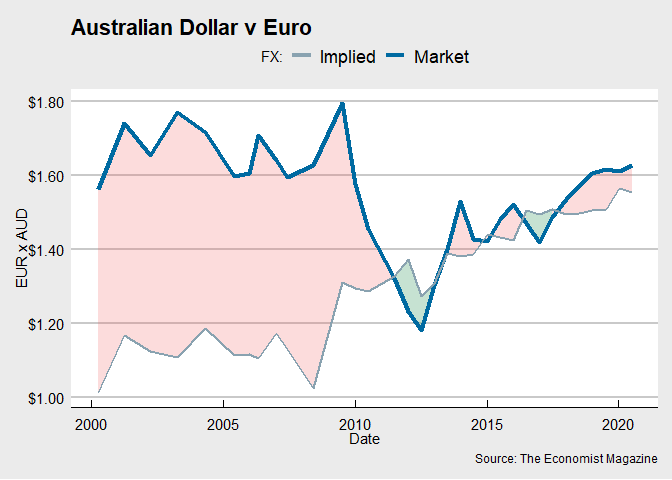 Australian Dollar v Euro
FX: Implied Market
$1.80
$1.60
$1.40
$1.20
$1.00
EUR x AUD
2000 2005 2010 2015 2020
Date
Source: The Economist Magazine